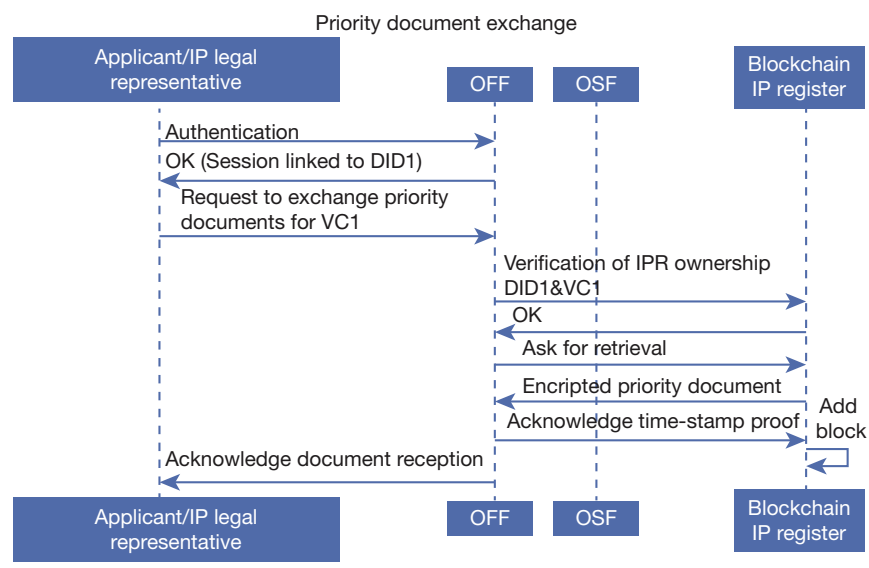 Priority document exchange
Applicant/IP legal
representative
OFF
OSF
Blockchain
IP register
Authentication
OK (Session linked to DID1)
Request to exchange priority
documents for VC1
Verification of IPR ownership
DID1&VC1
OK
Ask for retrieval
Encripted priority document
Acknowledge time-stamp proof
Add
block
Acknowledge document reception
Applicant/IP legal
representative
OFF
OSF
Blockchain
IP register